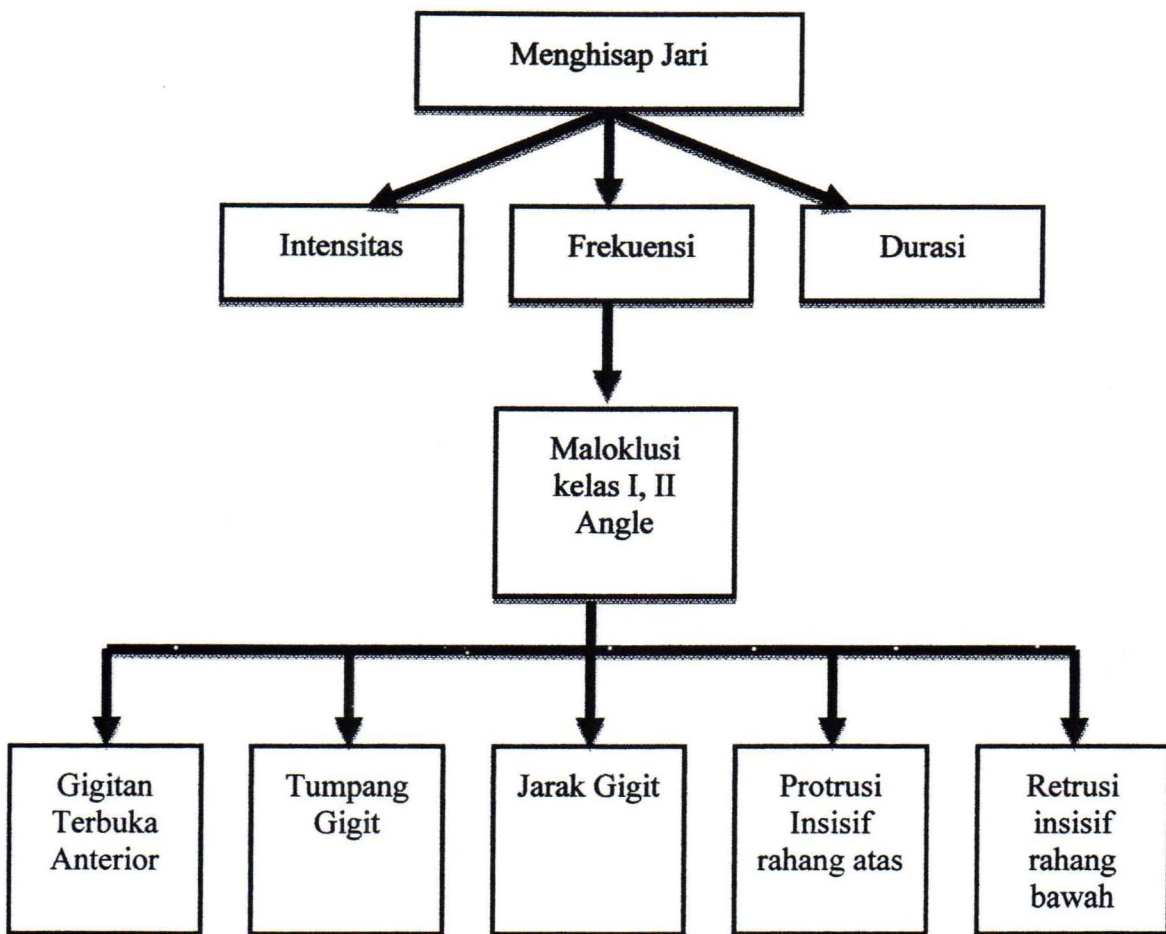 Menghisap Jari
Intensitas
Frekuensi
Durasi
Maloklusi
kelas I, II
Angle
Gigitan
Terbuka
Anterior
Tumpang
Gigit
Jarak Gigit
Protrusi
Insisif
rahang atas
Retrusi
insisif
rahang
bawah